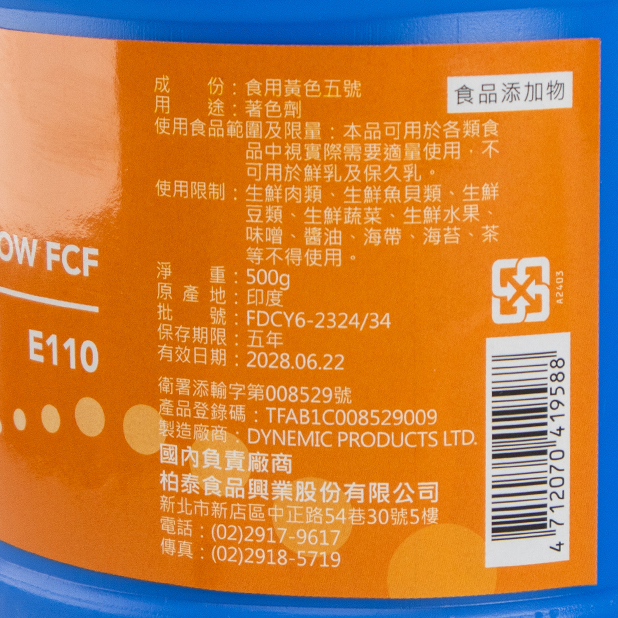 食品添加物
成　份：食用黃色五號
用　途：著色劑
使用食品範圍及限量：本品可用於各類食
品中視實際需要適量使用，不
可用於鮮乳及保久乳。
使用限制：生鮮肉類、生鮮魚貝類、生鮮
豆類、生鮮蔬菜、生鮮水果、
味噌、醬油、海帶、海苔、茶
等不得使用。
淨　重：500g
原 產 地：印度
批　號：FDCY6-2324/34
保存期限：五年
有效日期：2028.06.22
衛署添輸字第008529號
產品登錄碼：TFAB1C008529009
製造廠商：DYNEMIC PRODUCTS LTD.
國內負責廠商
柏泰食品興業股份有限公司
新北市新店區中正路54巷30號5樓
電話：(02)2917-9617
傳真：(02)2918-5719
OW FCF
E110
A2403
4 712070 419588